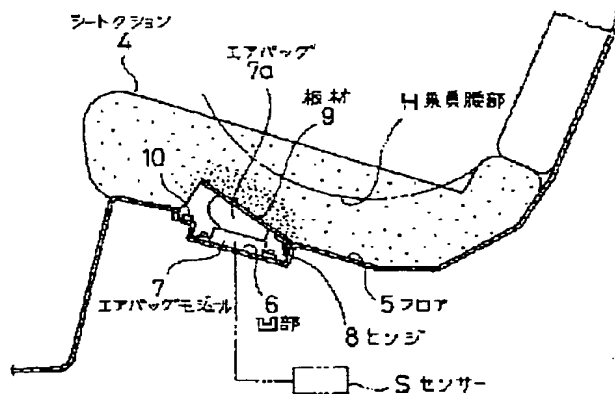 シートクション
4
エアバッグ
7a
板材
9
H 乗員腰部
10
7
エアバッグモジュール
6
凹部
5 フロア
8 ヒンジ
S センサー